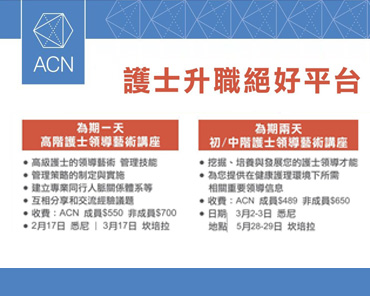 ACN
護士升職絕好平台
為期一天
高階護士領導藝術講座
● 高級護士的領導藝術 管理技能
● 管理策略的制定與實施
● 建立專業同行人脈關係體系等
● 互相分享和交流經驗議題
● 收費：ACN 成員$550 非成員$700
● 2月17日 悉尼 | 3月17日 坎培拉
為期兩天
初/中階護士領導藝術講座
● 挖掘、培養與發展您的護士領導才能
● 為您提供在健康護理環境下所需
相關重要領導信息
● 收費：ACN 成員$489 非成員$650
● 日期 3月2-3日 悉尼
地點 5月28-29日 坎培拉